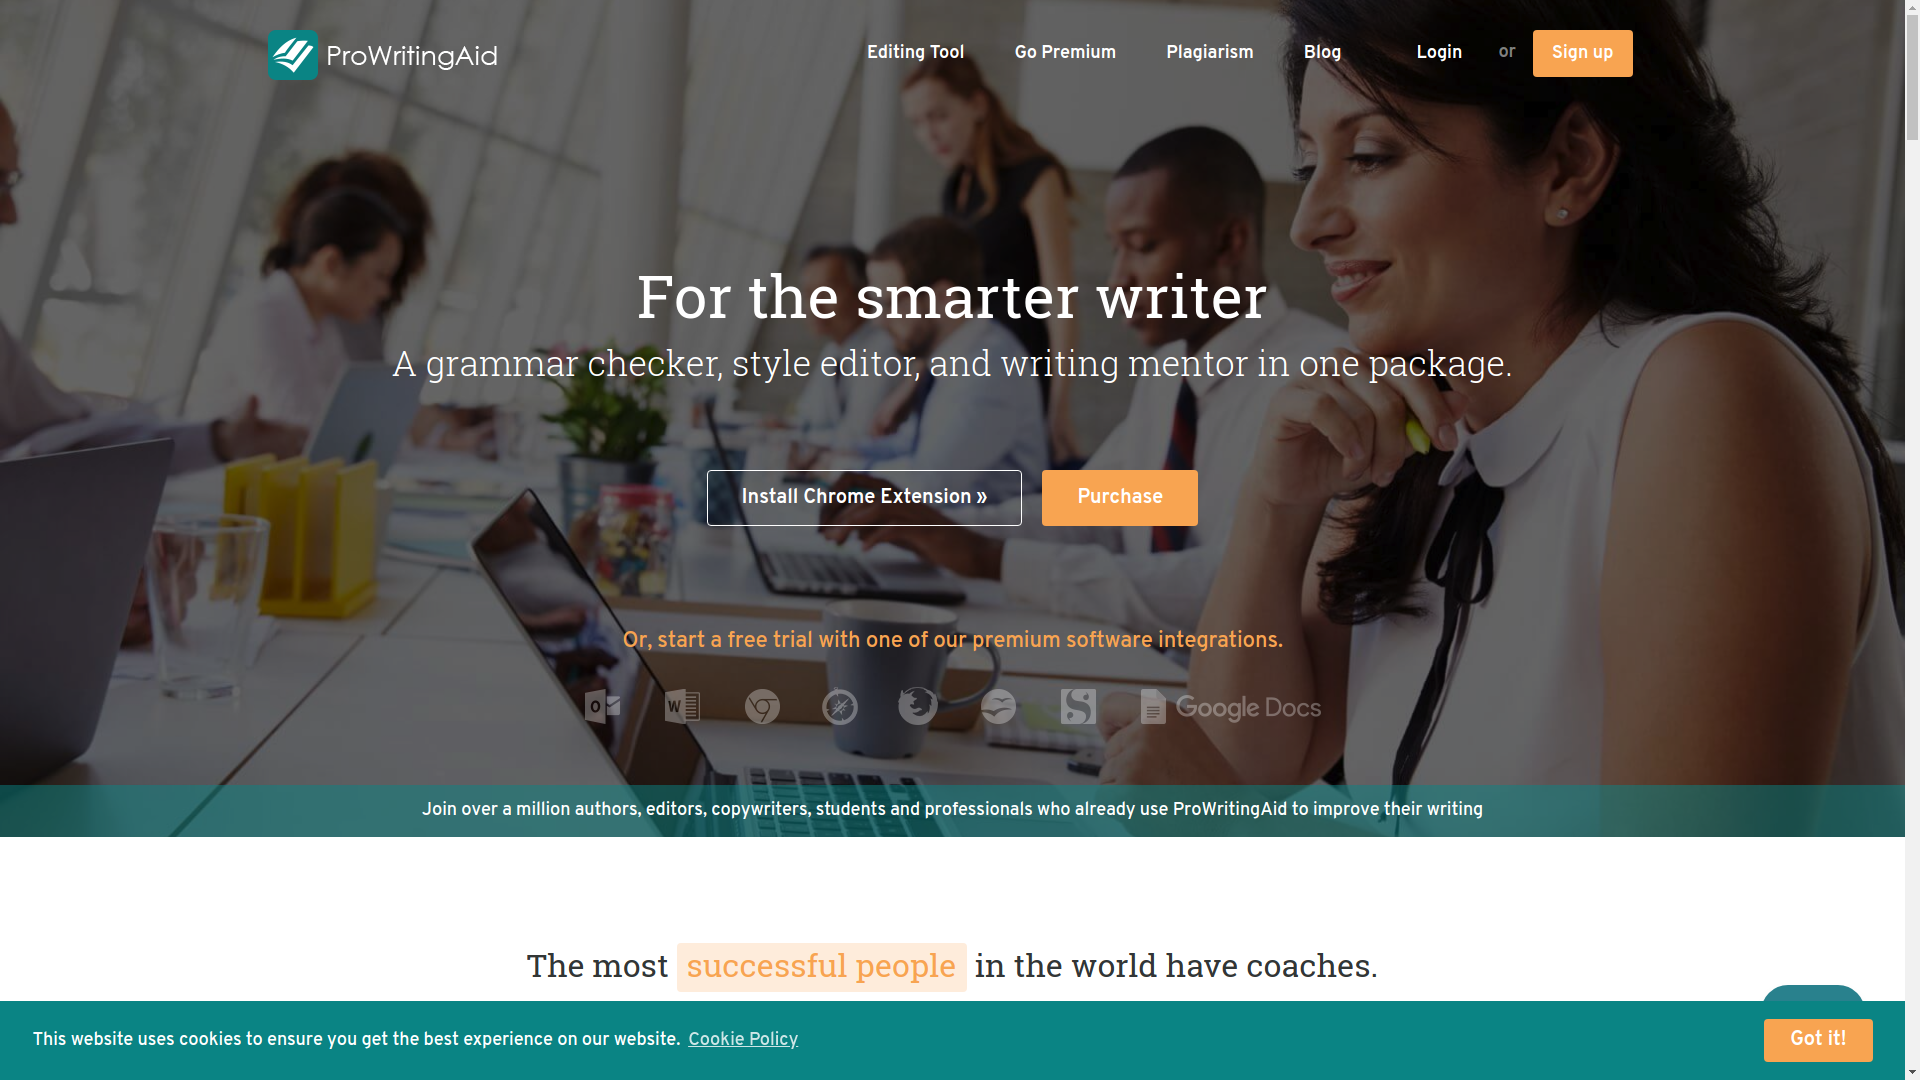 ProWritingAid
Editing Tool Go Premium Plagiarism Blog Login or Sign up
For the smarter writer
A grammar checker, style editor, and writing mentor in one package.
Install Chrome Extension » Purchase
Or, start a free trial with one of our premium software integrations.
O W S Google Docs
Join over a million authors, editors, copywriters, students and professionals who already use ProWritingAid to improve their writing
The most successful people in the world have coaches.
This website uses cookies to ensure you get the best experience on our website. Cookie Policy
Got it!